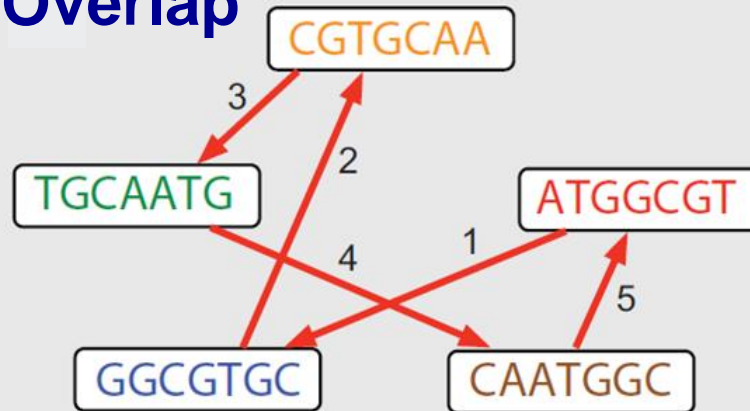 Overlap
CGTGCAA
3
2
TGCAATG
ATGGCGT
1
4
5
GGCGTGC
CAATGGC